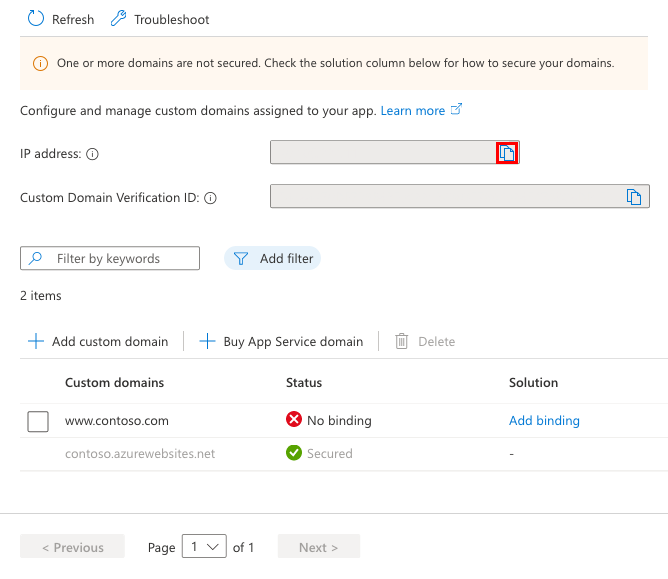 Refresh Troubleshoot
One or more domains are not secured. Check the solution column below for how to secure your domains.
Configure and manage custom domains assigned to your app. Learn more
IP address:
Custom Domain Verification ID:
Filter by keywords Add filter
2 items
Add custom domain Buy App Service domain Delete
Custom domains Status Solution
www.contoso.com No binding Add binding
contoso.azurewebsites.net Secured -
< Previous Page 1 of 1 Next >